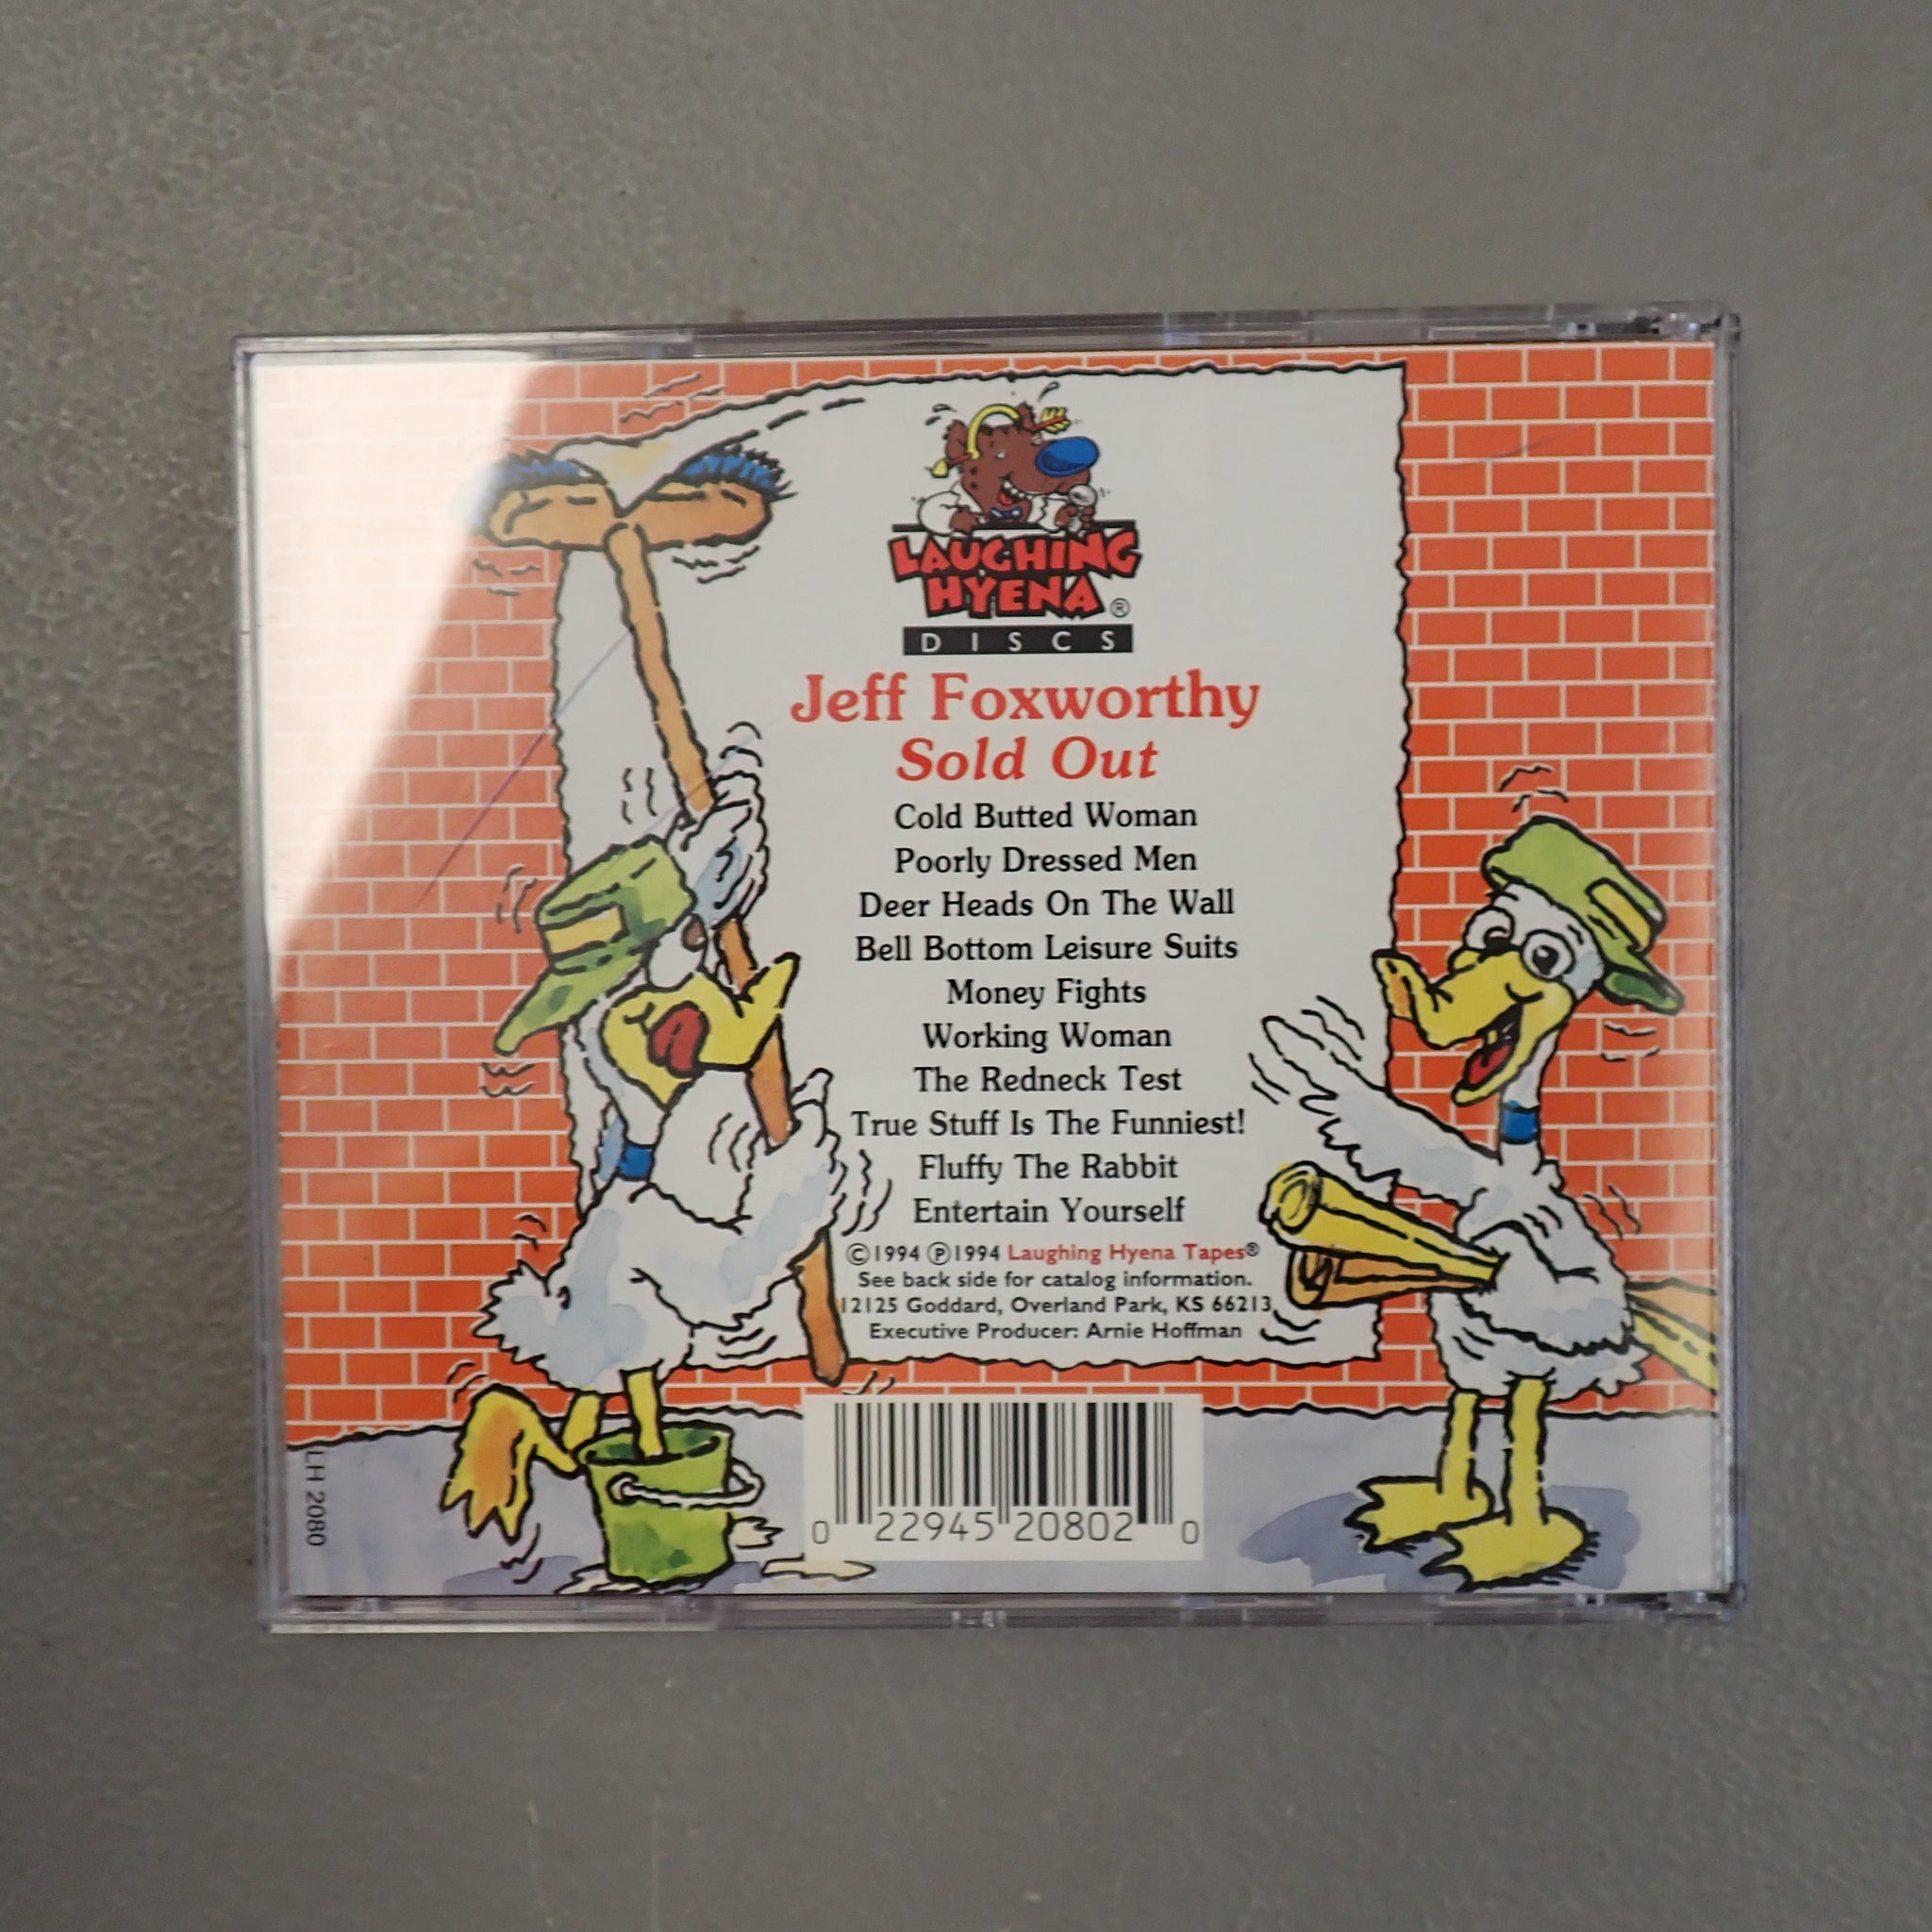 LAUGHING
HYENA®
DISCS
Jeff Foxworthy
Sold Out
Cold Butted Woman
Poorly Dressed Men
Deer Heads On The Wall
Bell Bottom Leisure Suits
Money Fights
Working Woman
The Redneck Test
True Stuff Is The Funniest!
Fluffy The Rabbit
Entertain Yourself
©1994 ℗1994 Laughing Hyena Tapes®
See back side for catalog information.
12125 Goddard, Overland Park, KS 66213
Executive Producer: Arnie Hoffman
LH 2080
0 22945 20802 0